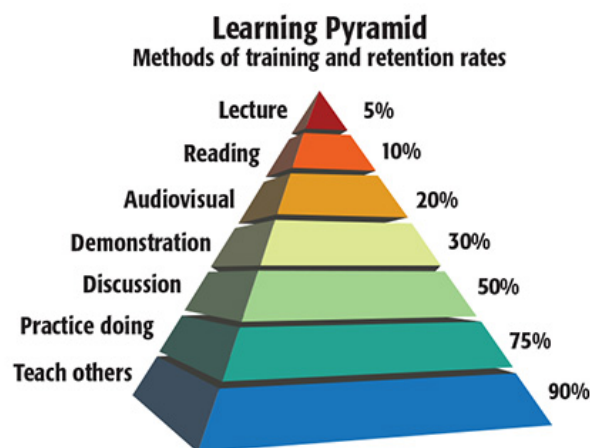 Learning Pyramid
Methods of training and retention rates
Lecture 5%
Reading 10%
Audiovisual 20%
Demonstration 30%
Discussion 50%
Practice doing 75%
Teach others 90%